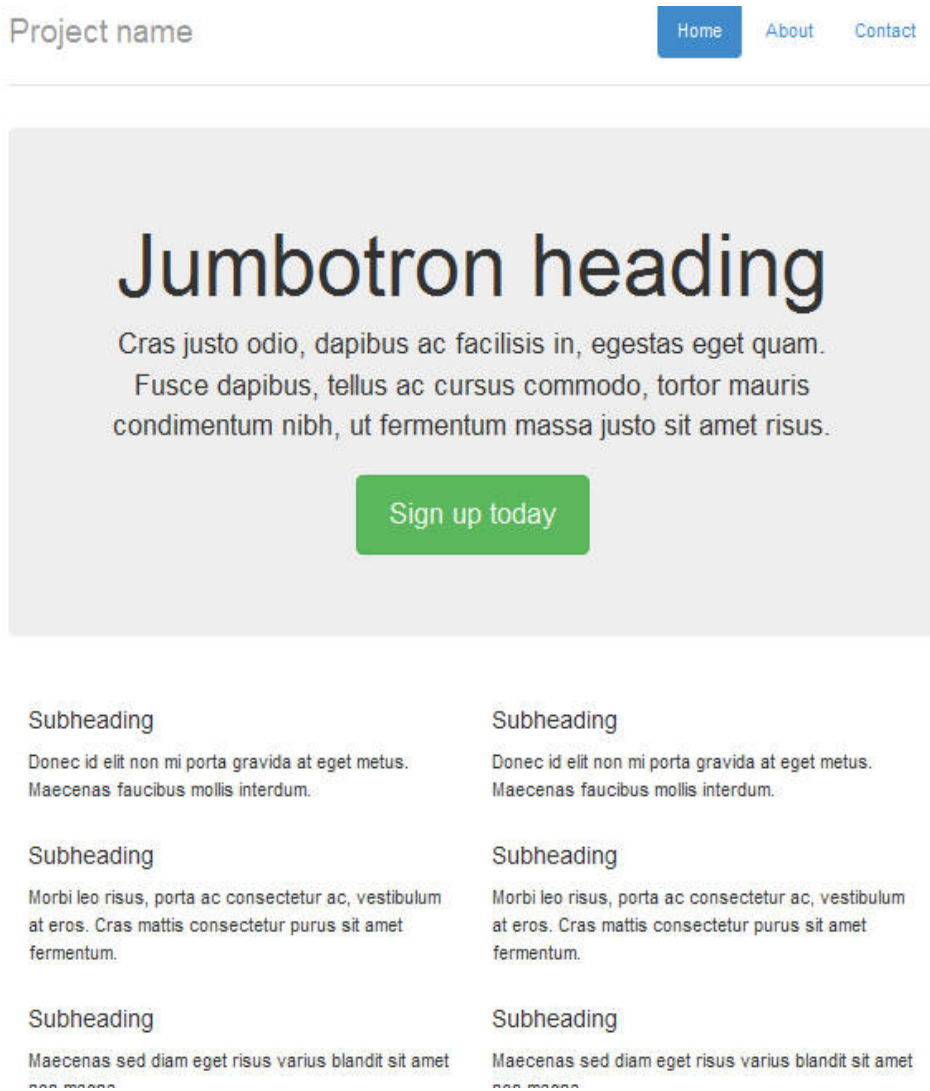 Project name
Home About Contact
Jumbotron heading
Cras justo odio, dapibus ac facilisis in, egestas eget quam.
Fusce dapibus, tellus ac cursus commodo, tortor mauris
condimentum nibh, ut fermentum massa justo sit amet risus.
Sign up today
Subheading
Donec id elit non mi porta gravida at eget metus.
Maecenas faucibus mollis interdum.
Subheading
Morbi leo risus, porta ac consectetur ac, vestibulum
at eros. Cras mattis consectetur purus sit amet
fermentum.
Subheading
Maecenas sed diam eget risus varius blandit sit amet
non magna
Subheading
Donec id elit non mi porta gravida at eget metus.
Maecenas faucibus mollis interdum.
Subheading
Morbi leo risus, porta ac consectetur ac, vestibulum
at eros. Cras mattis consectetur purus sit amet
fermentum.
Subheading
Maecenas sed diam eget risus varius blandit sit amet
non magna